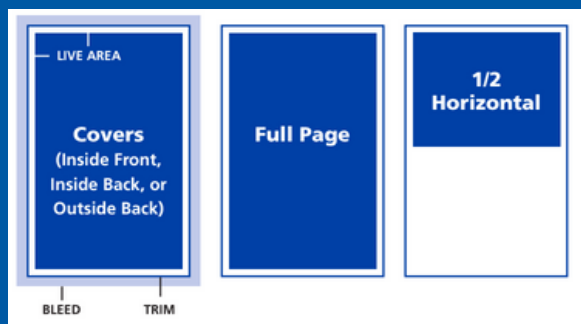 LIVE AREA
Covers
(Inside Front,
Inside Back, or
Outside Back)
BLEED
TRIM
Full Page
1/2
Horizontal